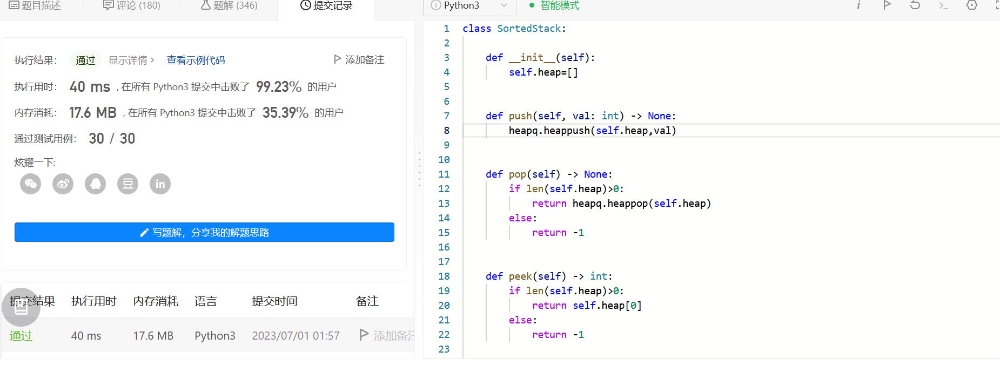 题目描述 评论 (180) 题解 (346) 提交记录
执行结果： 通过 显示详情 > 查看示例代码 添加备注
执行用时： 40 ms , 在所有 Python3 提交中击败了 99.23% 的用户
内存消耗： 17.6 MB , 在所有 Python3 提交中击败了 35.39% 的用户
通过测试用例： 30 / 30
炫耀一下:
豆 in
写题解，分享我的解题思路
提交结果 执行用时 内存消耗 语言 提交时间 备注
通过 40 ms 17.6 MB Python3 2023/07/01 01:57 添加备注
Python3 智能模式
1 class SortedStack:
2
3 def __init__(self):
4 self.heap=[]
5
6
7 def push(self, val: int) -> None:
8 heapq.heappush(self.heap,val)
9
10
11 def pop(self) -> None:
12 if len(self.heap)>0:
13 return heapq.heappop(self.heap)
14 else:
15 return -1
16
17
18 def peek(self) -> int:
19 if len(self.heap)>0:
20 return self.heap[0]
21 else:
22 return -1
23